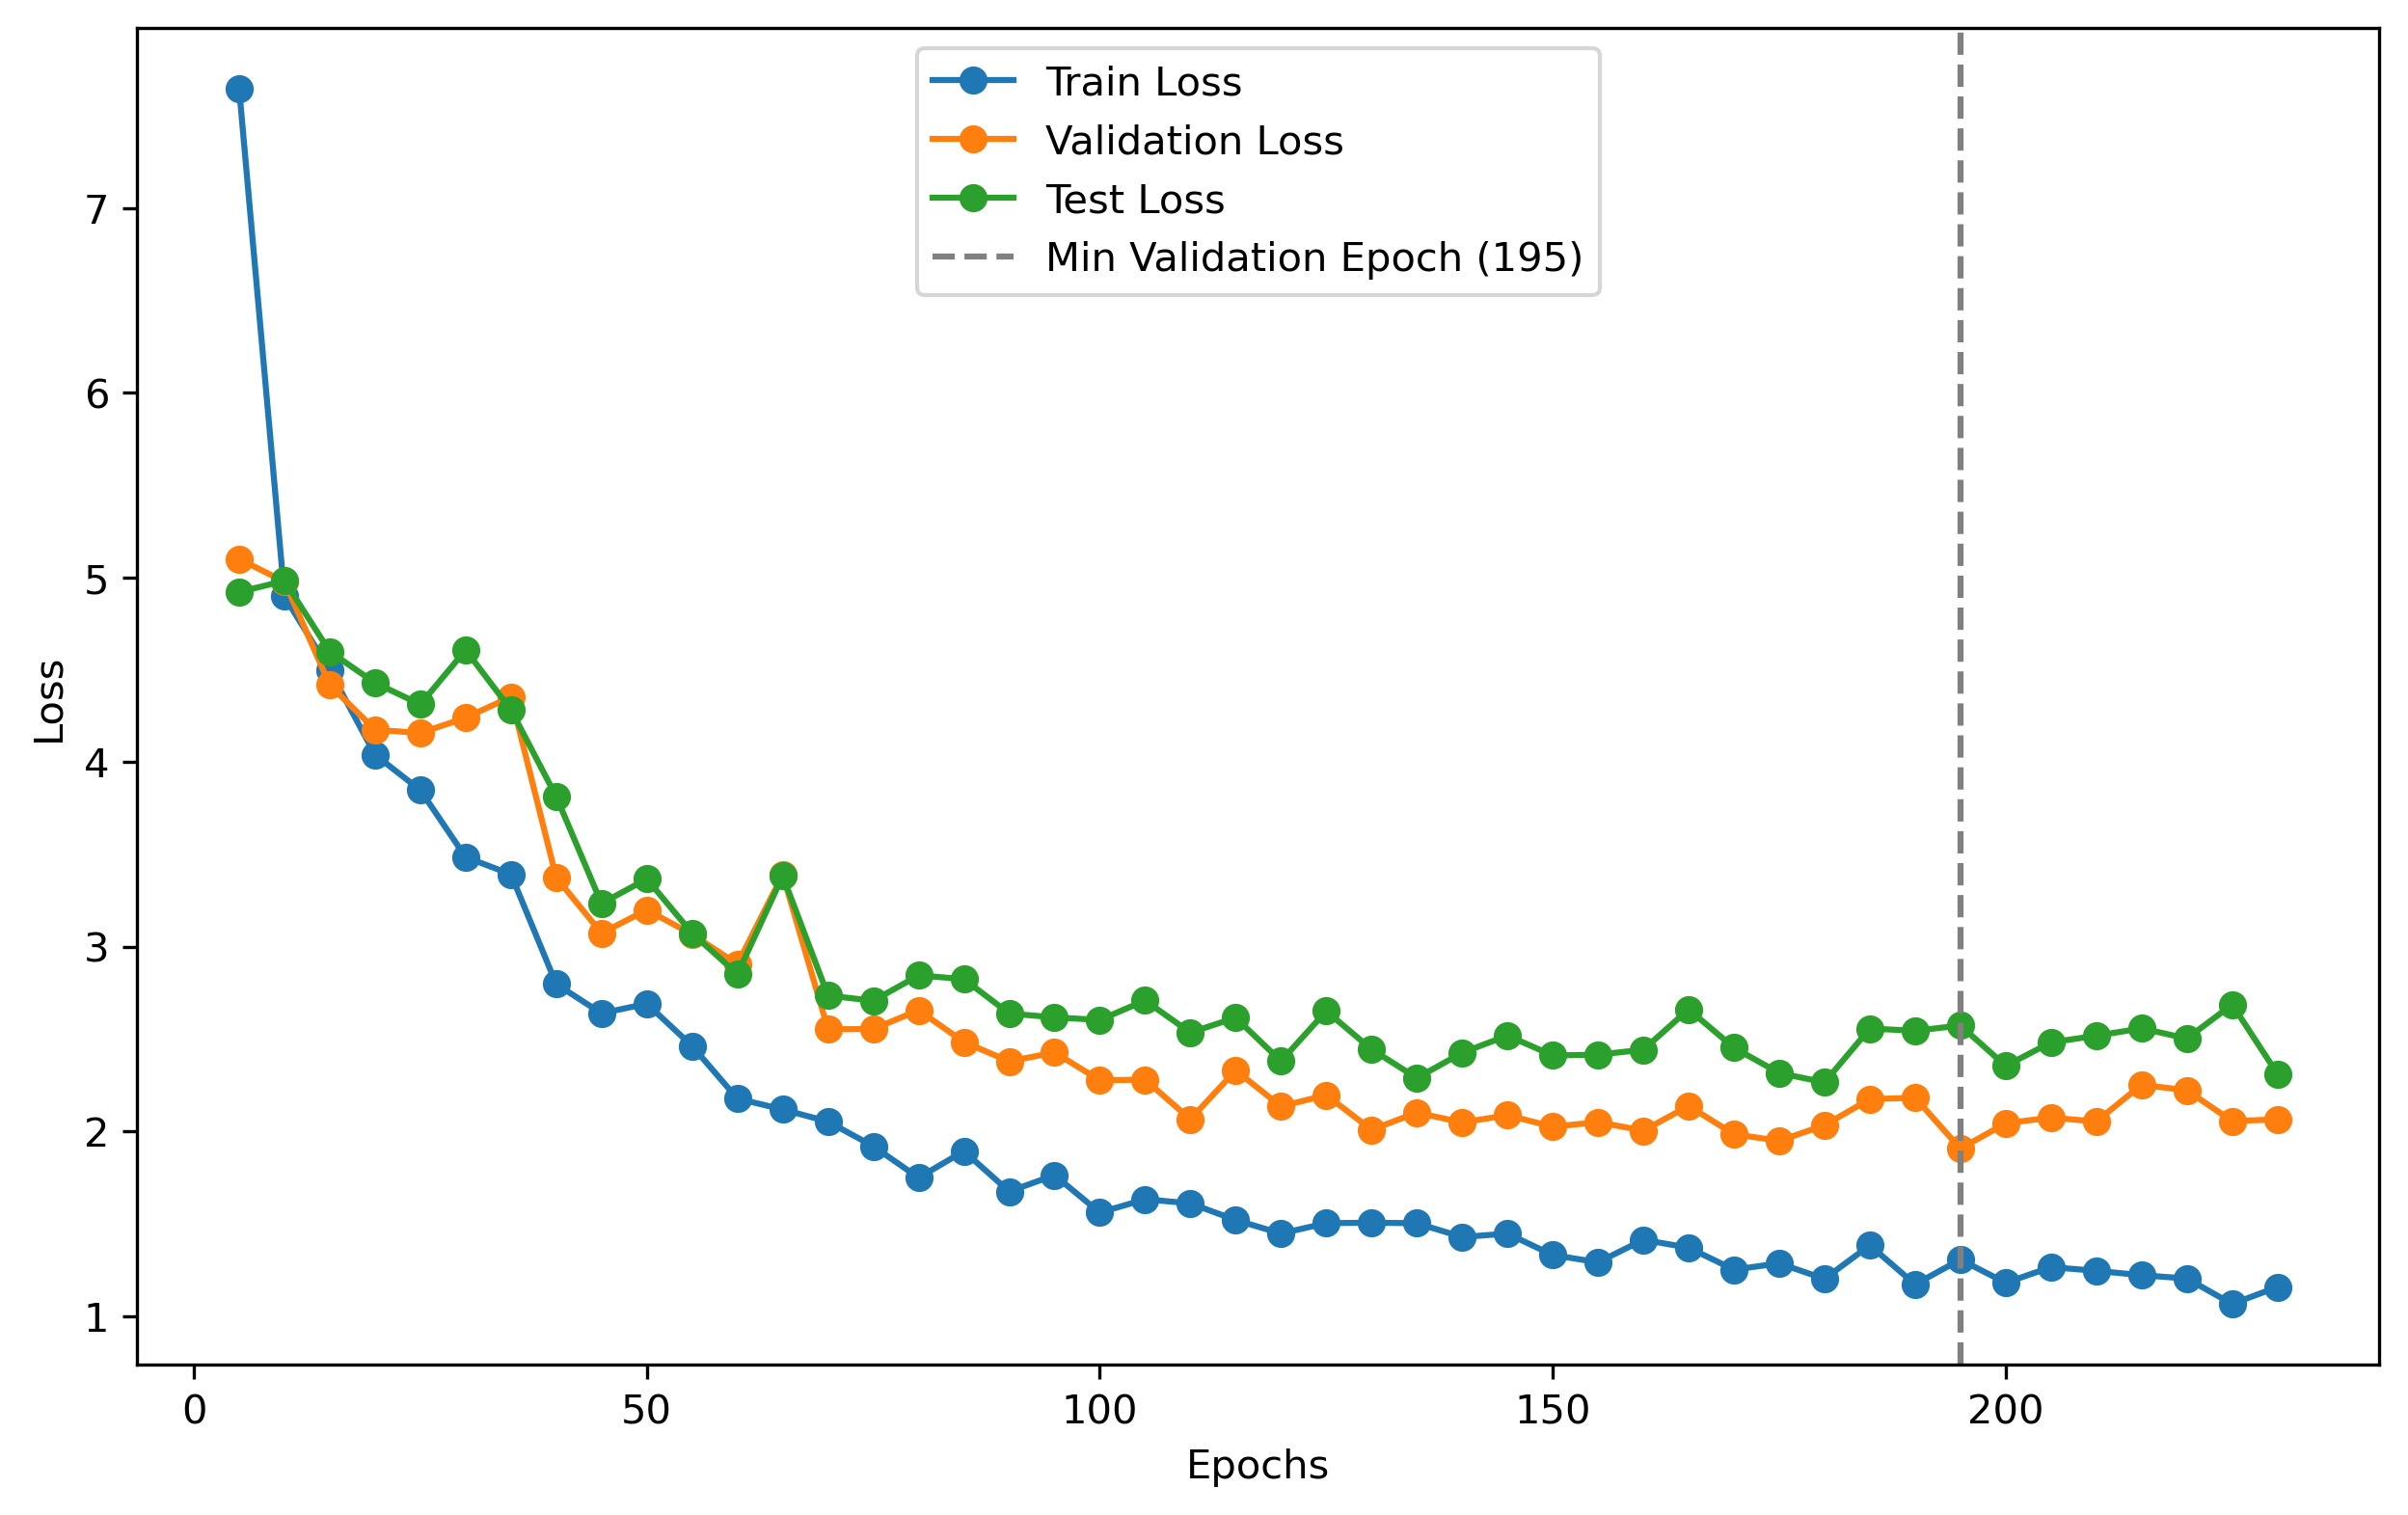 Train Loss
Validation Loss
Test Loss
Min Validation Epoch (195)
7
6
5
4
3
2
1
Loss
0 50 100 150 200
Epochs